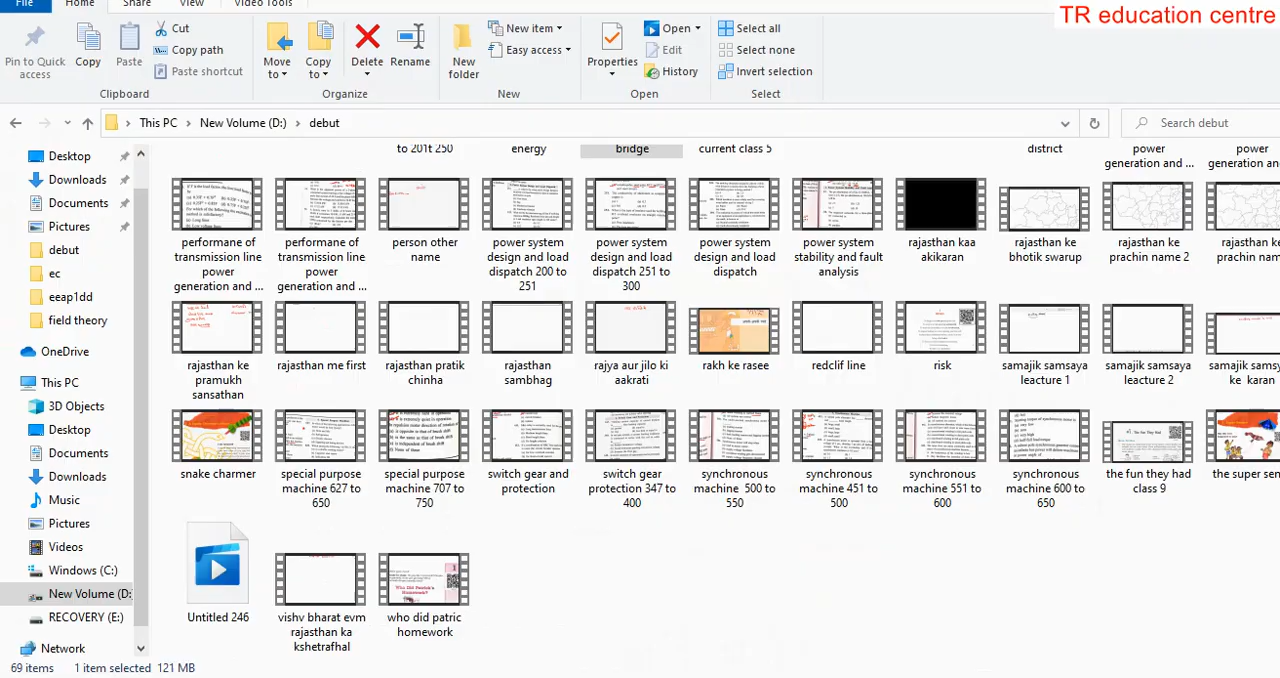 TR education centre
File
Home
Share
View
Video Tools
Pin to Quick
access
Copy
Paste
Cut
Copy path
Paste shortcut
Move
to
Copy
to
Delete
Rename
New
folder
New item
Easy access
Properties
Open
Edit
History
Select all
Select none
Invert selection
Clipboard
Organize
New
Open
Select
This PC
New Volume (D:)
debut
Search debut
Desktop
Downloads
Documents
Pictures
debut
ec
eeap1dd
field theory
OneDrive
This PC
3D Objects
Desktop
Documents
Downloads
Music
Pictures
Videos
Windows (C:)
New Volume (D:
RECOVERY (E:)
Network
to 201t 250
energy
bridge
current class 5
district
power
generation and ...
power
generation and
performane of
transmission line
power
generation and ...
performane of
transmission line
power
generation and ...
person other
name
power system
design and load
dispatch 200 to
251
power system
design and load
dispatch 251 to
300
power system
design and load
dispatch
power system
stability and fault
analysis
rajasthan kaa
akikaran
rajasthan ke
bhotik swarup
rajasthan ke
prachin name 2
rajasthan ke
prachin nam
rajasthan ke
pramukh
sansathan
rajasthan me first
rajasthan pratik
chinha
rajasthan
sambhag
rajya aur jilo ki
aakrati
rakh ke rasee
redclif line
risk
samajik samsaya
leacture 1
samajik samsaya
leacture 2
samajik samsay
ke karan
snake charmer
special purpse
machine 627 to
650
special purpose
machine 707 to
750
switch gear and
protection
switch gear
protection 347 to
400
synchronous
machine 500 to
550
synchronous
machine 451 to
500
synchronous
machine 551 to
600
synchronous
machine 600 to
650
the fun they had
class 9
the super sen
Untitled 246
vishv bharat evm
rajasthan ka
kshetrafhal
who did patric
homework
69 items
1 item selected 121 MB